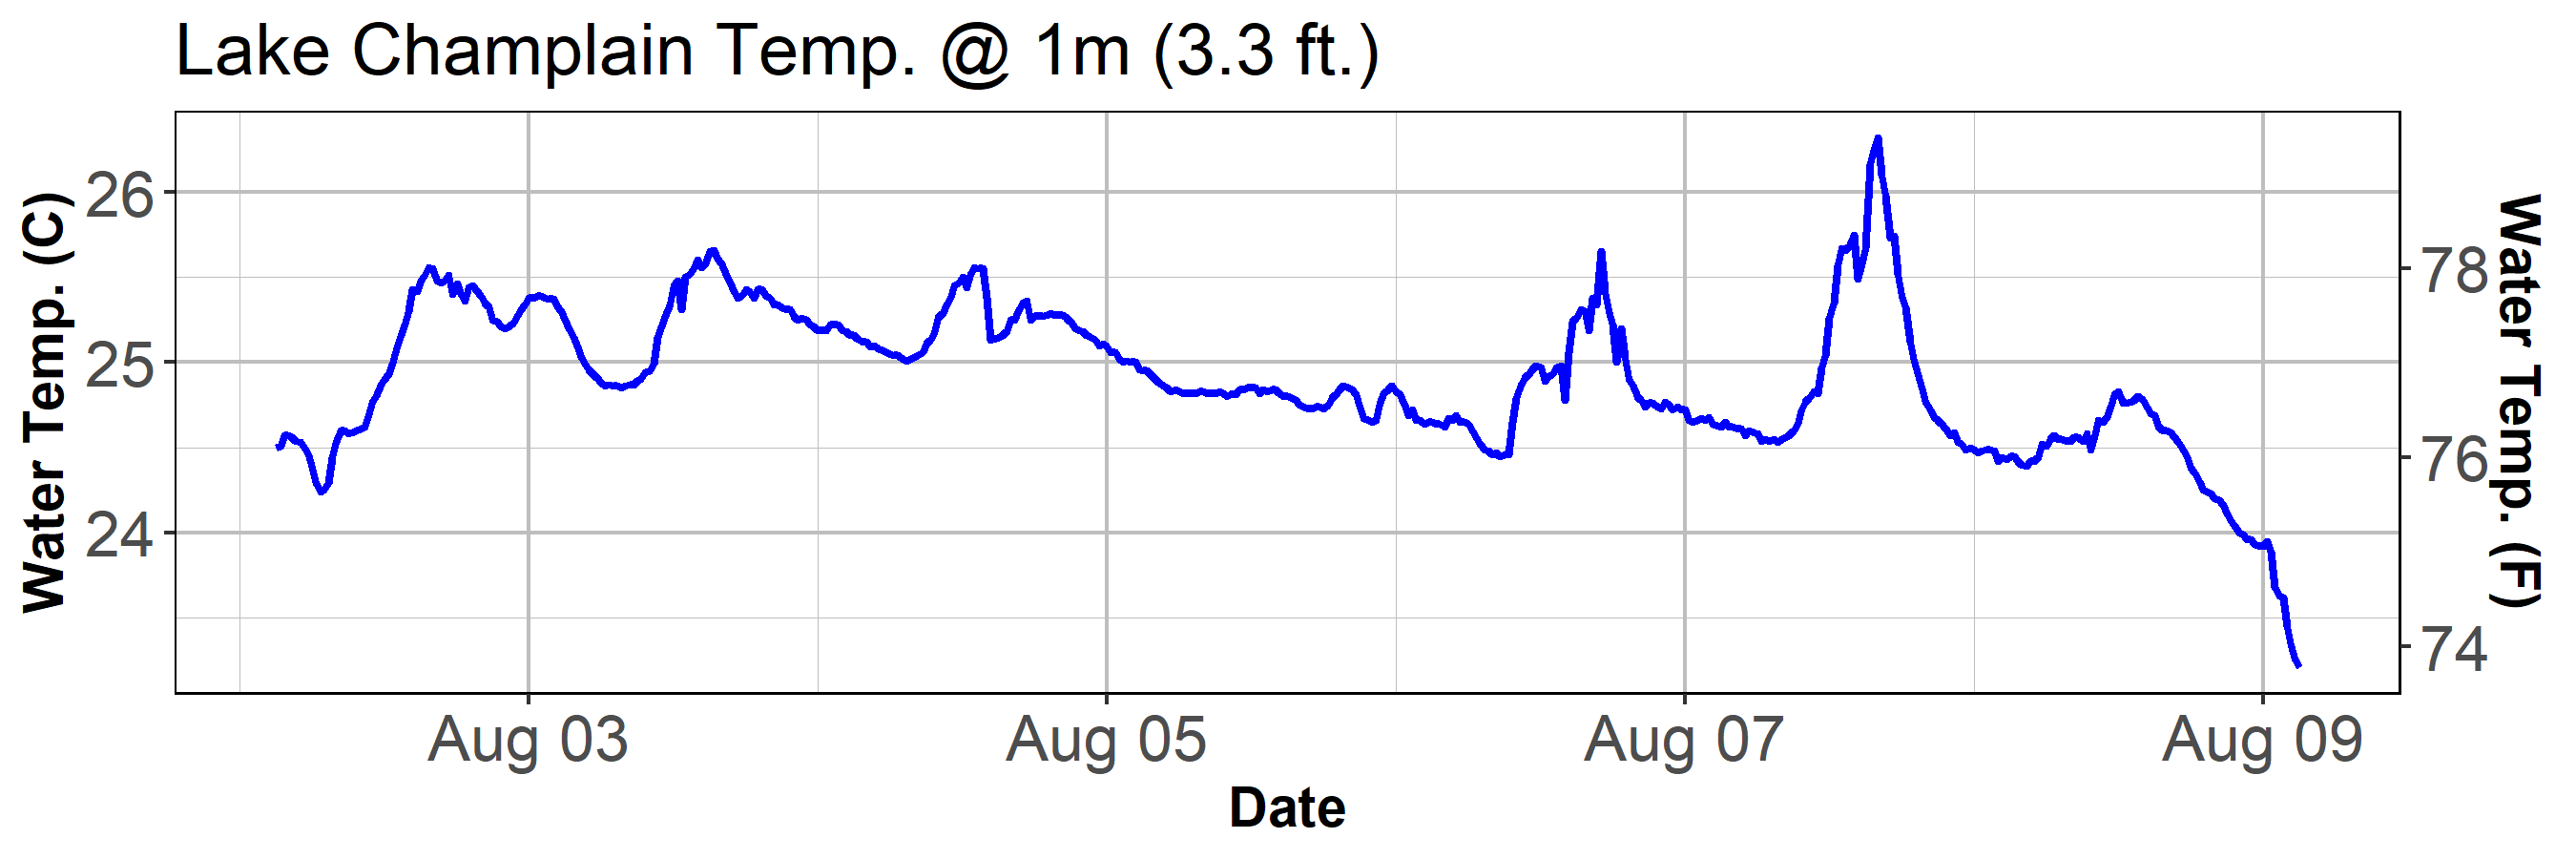 Lake Champlain Temp. @ 1m (3.3 ft.)
Water Temp. (C)
26
25
24
78
76
74
Water Temp. (F)
Aug 03
Aug 05
Aug 07
Aug 09
Date